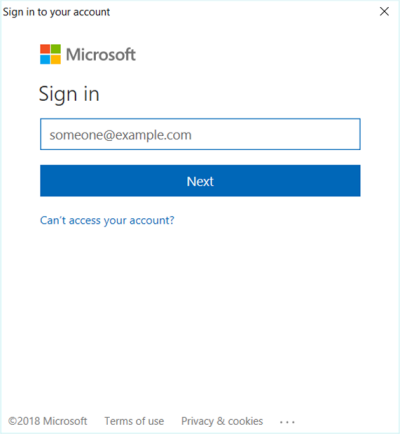 Sign in to your account
Microsoft
Sign in
someone@example.com
Next
Can't access your account?
©2018 Microsoft Terms of use Privacy & cookies ...